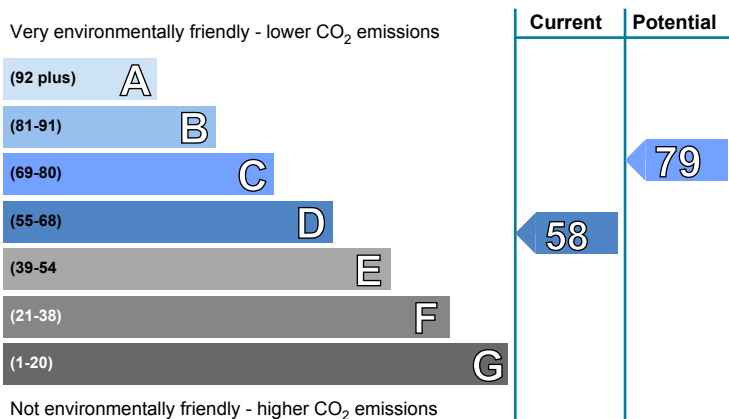 Current Potential
Very environmentally friendly - lower CO2 emissions
(92 plus) A
(81-91) B
(69-80) C
79
(55-68) D
58
(39-54 E
(21-38) F
(1-20) G
Not environmentally friendly - higher CO2 emissions